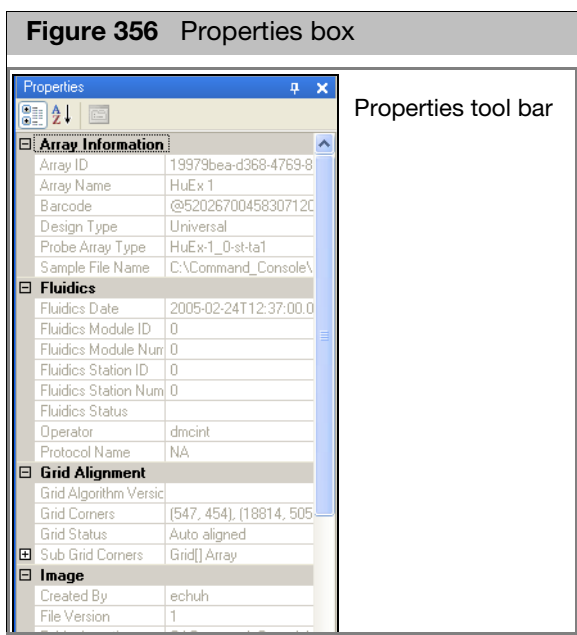 Figure 356 Properties box
Properties
Properties tool bar
Array Information
Array ID 19979bea-d368-4769-8
Array Name HuEx 1
Barcode @52026700458307120
Design Type Universal
Probe Array Type HuEx-1_0-st-ta1
Sample File Name C:\Command_Console\
Fluidics
Fluidics Date 2005-02-24T12:37:00.0
Fluidics Module ID 0
Fluidics Module Num 0
Fluidics Station ID 0
Fluidics Station Num 0
Fluidics Status
Operator dmcint
Protocol Name NA
Grid Alignment
Grid Algorithm Versic
Grid Corners (547, 454), (18814, 505
Grid Status Auto aligned
Sub Grid Corners Grid[] Array
Image
Created By echuh
File Version 1